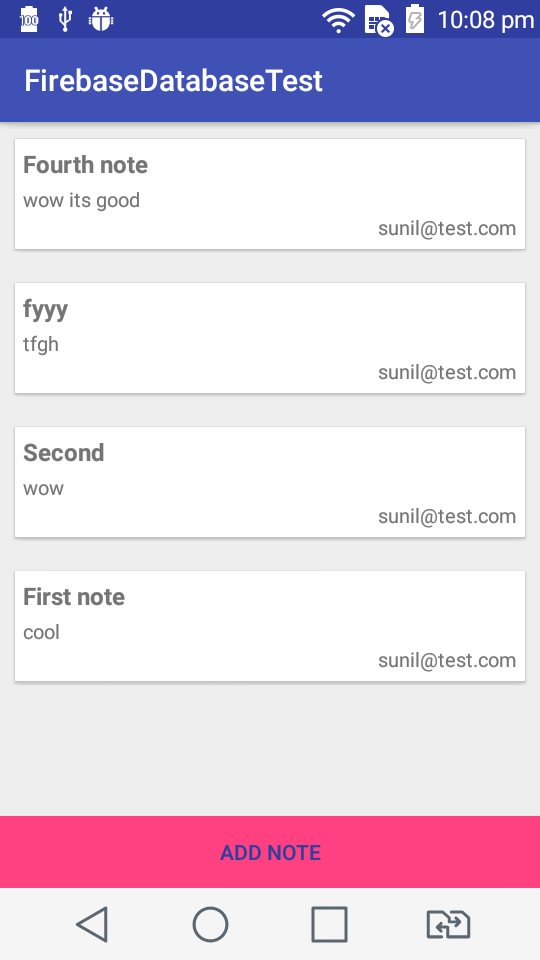 100 10:08 pm
FirebaseDatabaseTest
Fourth note
wow its good
sunil@test.com
fyyy
tfgh
sunil@test.com
Second
wow
sunil@test.com
First note
cool
sunil@test.com
ADD NOTE